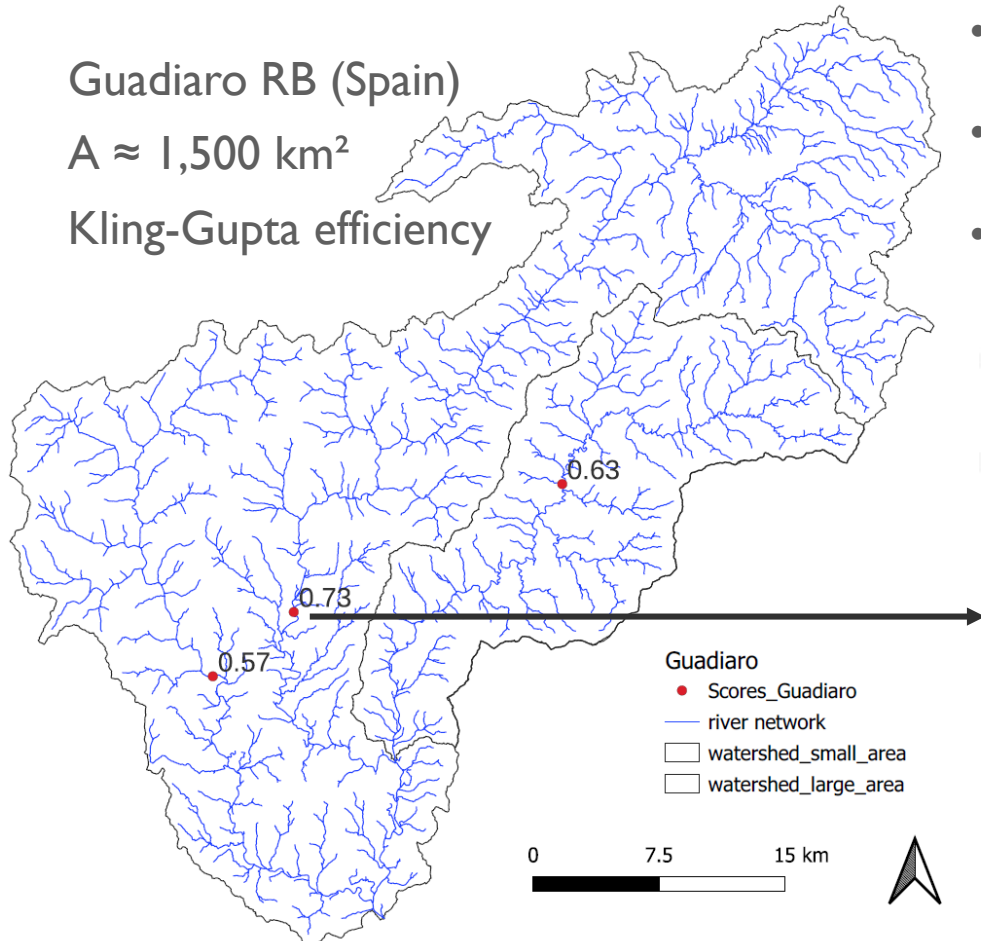 Guadiaro RB (Spain)
A ≈ 1,500 km²
Kling-Gupta efficiency
0.63
0.73
0.57
Guadiaro
Scores_Guadiaro
river network
watershed_small_area
watershed_large_area
0 7.5 15 km